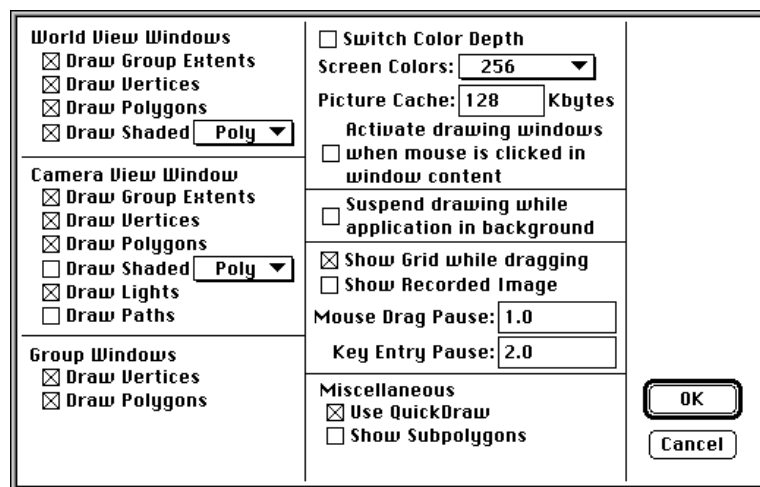 World View Windows
Draw Group Extents
Draw Vertices
Draw Polygons
Draw Shaded Poly
Camera View Window
Draw Group Extents
Draw Vertices
Draw Polygons
Draw Shaded Poly
Draw Lights
Draw Paths
Group Windows
Draw Vertices
Draw Polygons
Switch Color Depth
Screen Colors: 256
Picture Cache: 128 Kbytes
Activate drawing windows
when mouse is clicked in
window content
Suspend drawing while
application in background
Show Grid while dragging
Show Recorded Image
Mouse Drag Pause: 1.0
Key Entry Pause: 2.0
Miscellaneous
Use QuickDraw
Show Subpolygons
OK
Cancel